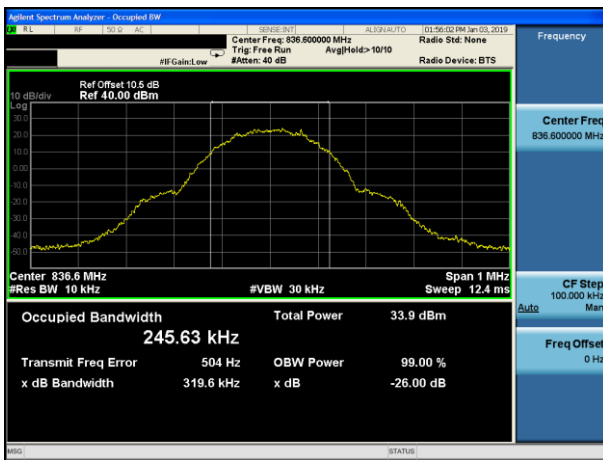 Agilent Spectrum Analyzer - Occupied BW
RL RF 50 Ω AC SENSE:INT ALIGNAUTO 01:56:02 PM Jan 03, 2019
Center Freq: 836.600000 MHz Radio Std: None
Trig: Free Run Avg|Hold:>10/10
#IFGain:Low #Atten: 40 dB Radio Device: BTS
Frequency
Ref Offset 10.5 dB
10 dB/div Ref 40.00 dBm
Log
30.0
20.0
10.0
0.00
-10.0
-20.0
-30.0
-40.0
-50.0
Center 836.6 MHz Span 1 MHz
#Res BW 10 kHz #VBW 30 kHz Sweep 12.4 ms
Occupied Bandwidth Total Power 33.9 dBm
245.63 kHz
Transmit Freq Error 504 Hz OBW Power 99.00 %
x dB Bandwidth 319.6 kHz x dB -26.00 dB
Center Freq
836.600000 MHz
CF Step
100.000 kHz
Auto Man
Freq Offset
0 Hz
MSG STATUS